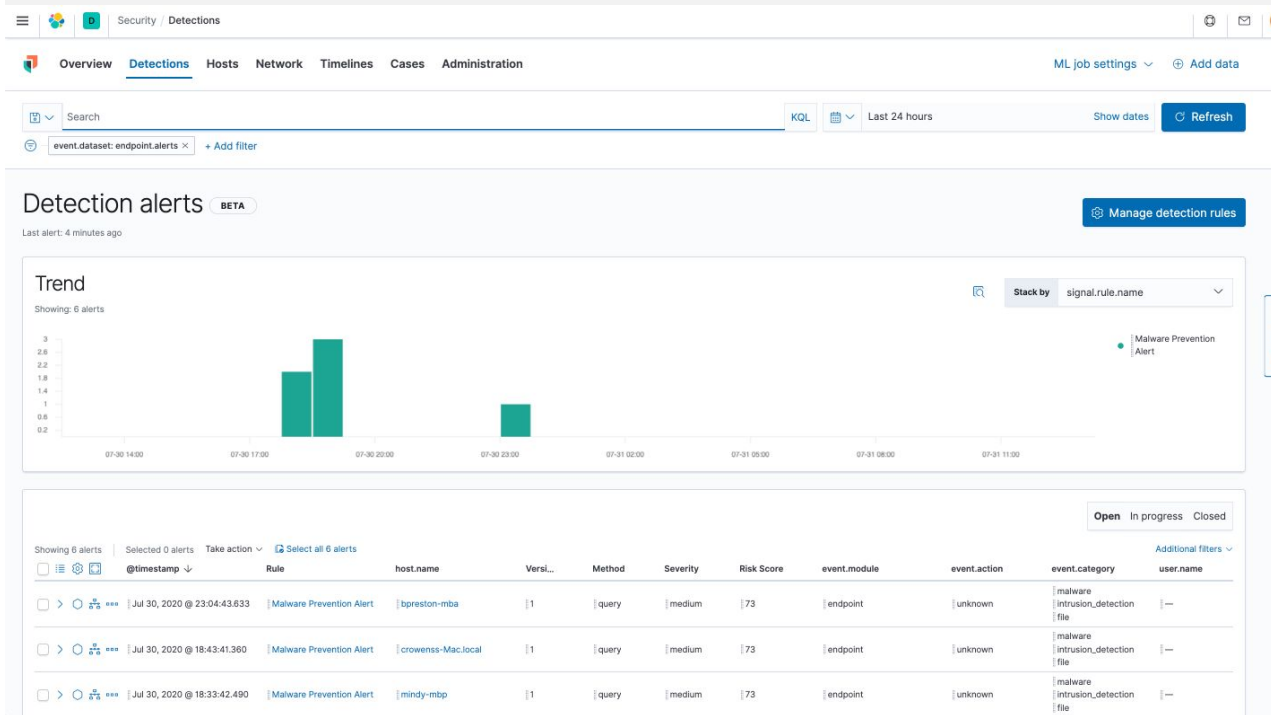 D Security / Detections
Overview Detections Hosts Network Timelines Cases Administration ML job settings Add data
Search KQL Last 24 hours Show dates Refresh
event.dataset: endpoint.alerts × + Add filter
Detection alerts BETA
Manage detection rules
Last alert: 4 minutes ago
Trend
Stack by signal.rule.name
Showing: 6 alerts
Malware Prevention
Alert
3
2.6
2.2
1.8
1.4
1
0.6
0.2
07-30 14:00 07-30 17:00 07-30 20:00 07-30 23:00 07-31 02:00 07-31 05:00 07-31 08:00 07-31 11:00
Open In progress Closed
Showing 6 alerts Selected 0 alerts Take action Select all 6 alerts Additional filters
@timestamp Rule host.name Versi... Method Severity Risk Score event.module event.action event.category user.name
Jul 30, 2020 @ 23:04:43.633 Malware Prevention Alert bpreston-mba 1 query medium 73 endpoint unknown malware
intrusion_detection —
file
Jul 30, 2020 @ 18:43:41.360 Malware Prevention Alert crowenss-Mac.local 1 query medium 73 endpoint unknown malware
intrusion_detection —
file
Jul 30, 2020 @ 18:33:42.490 Malware Prevention Alert mindy-mbp 1 query medium 73 endpoint unknown malware
intrusion_detection —
file